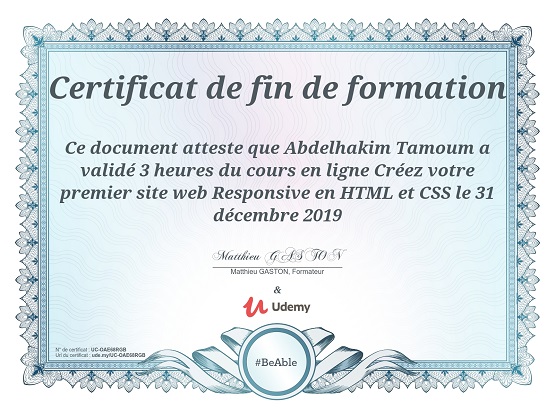 Certificat de fin de formation
Ce document atteste que Abdelhakim Tamoum a
validé 3 heures du cours en ligne Créez votre
premier site web Responsive en HTML et CSS le 31
décembre 2019
Matthieu GASTON
Matthieu GASTON, Formateur
&
Udemy
N° de certificat : UC-OAE68RGB
Url du certificat : ude.my/UC-OAE68RGB
#BeAble